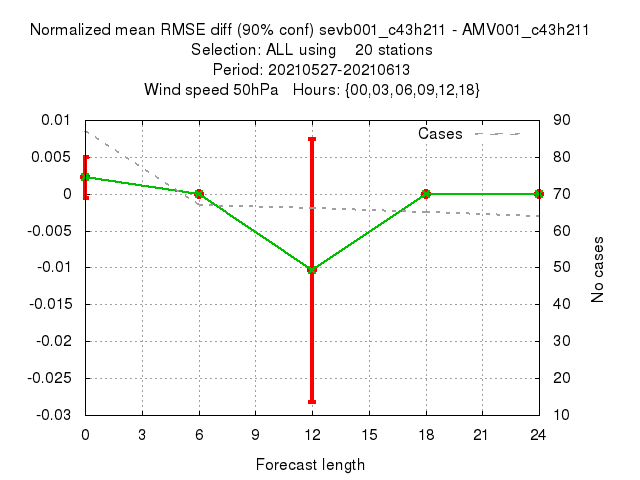 Normalized mean RMSE diff (90% conf) sevb001_c43h211 - AMV001_c43h211
Selection: ALL using 20 stations
Period: 20210527-20210613
Wind speed 50hPa Hours: {00,03,06,09,12,18}
Cases
0.01
0.005
0
-0.005
-0.01
-0.015
-0.02
-0.025
-0.03
90
80
70
60
50
40
30
20
10
No cases
0 3 6 9 12 15 18 21 24
Forecast length